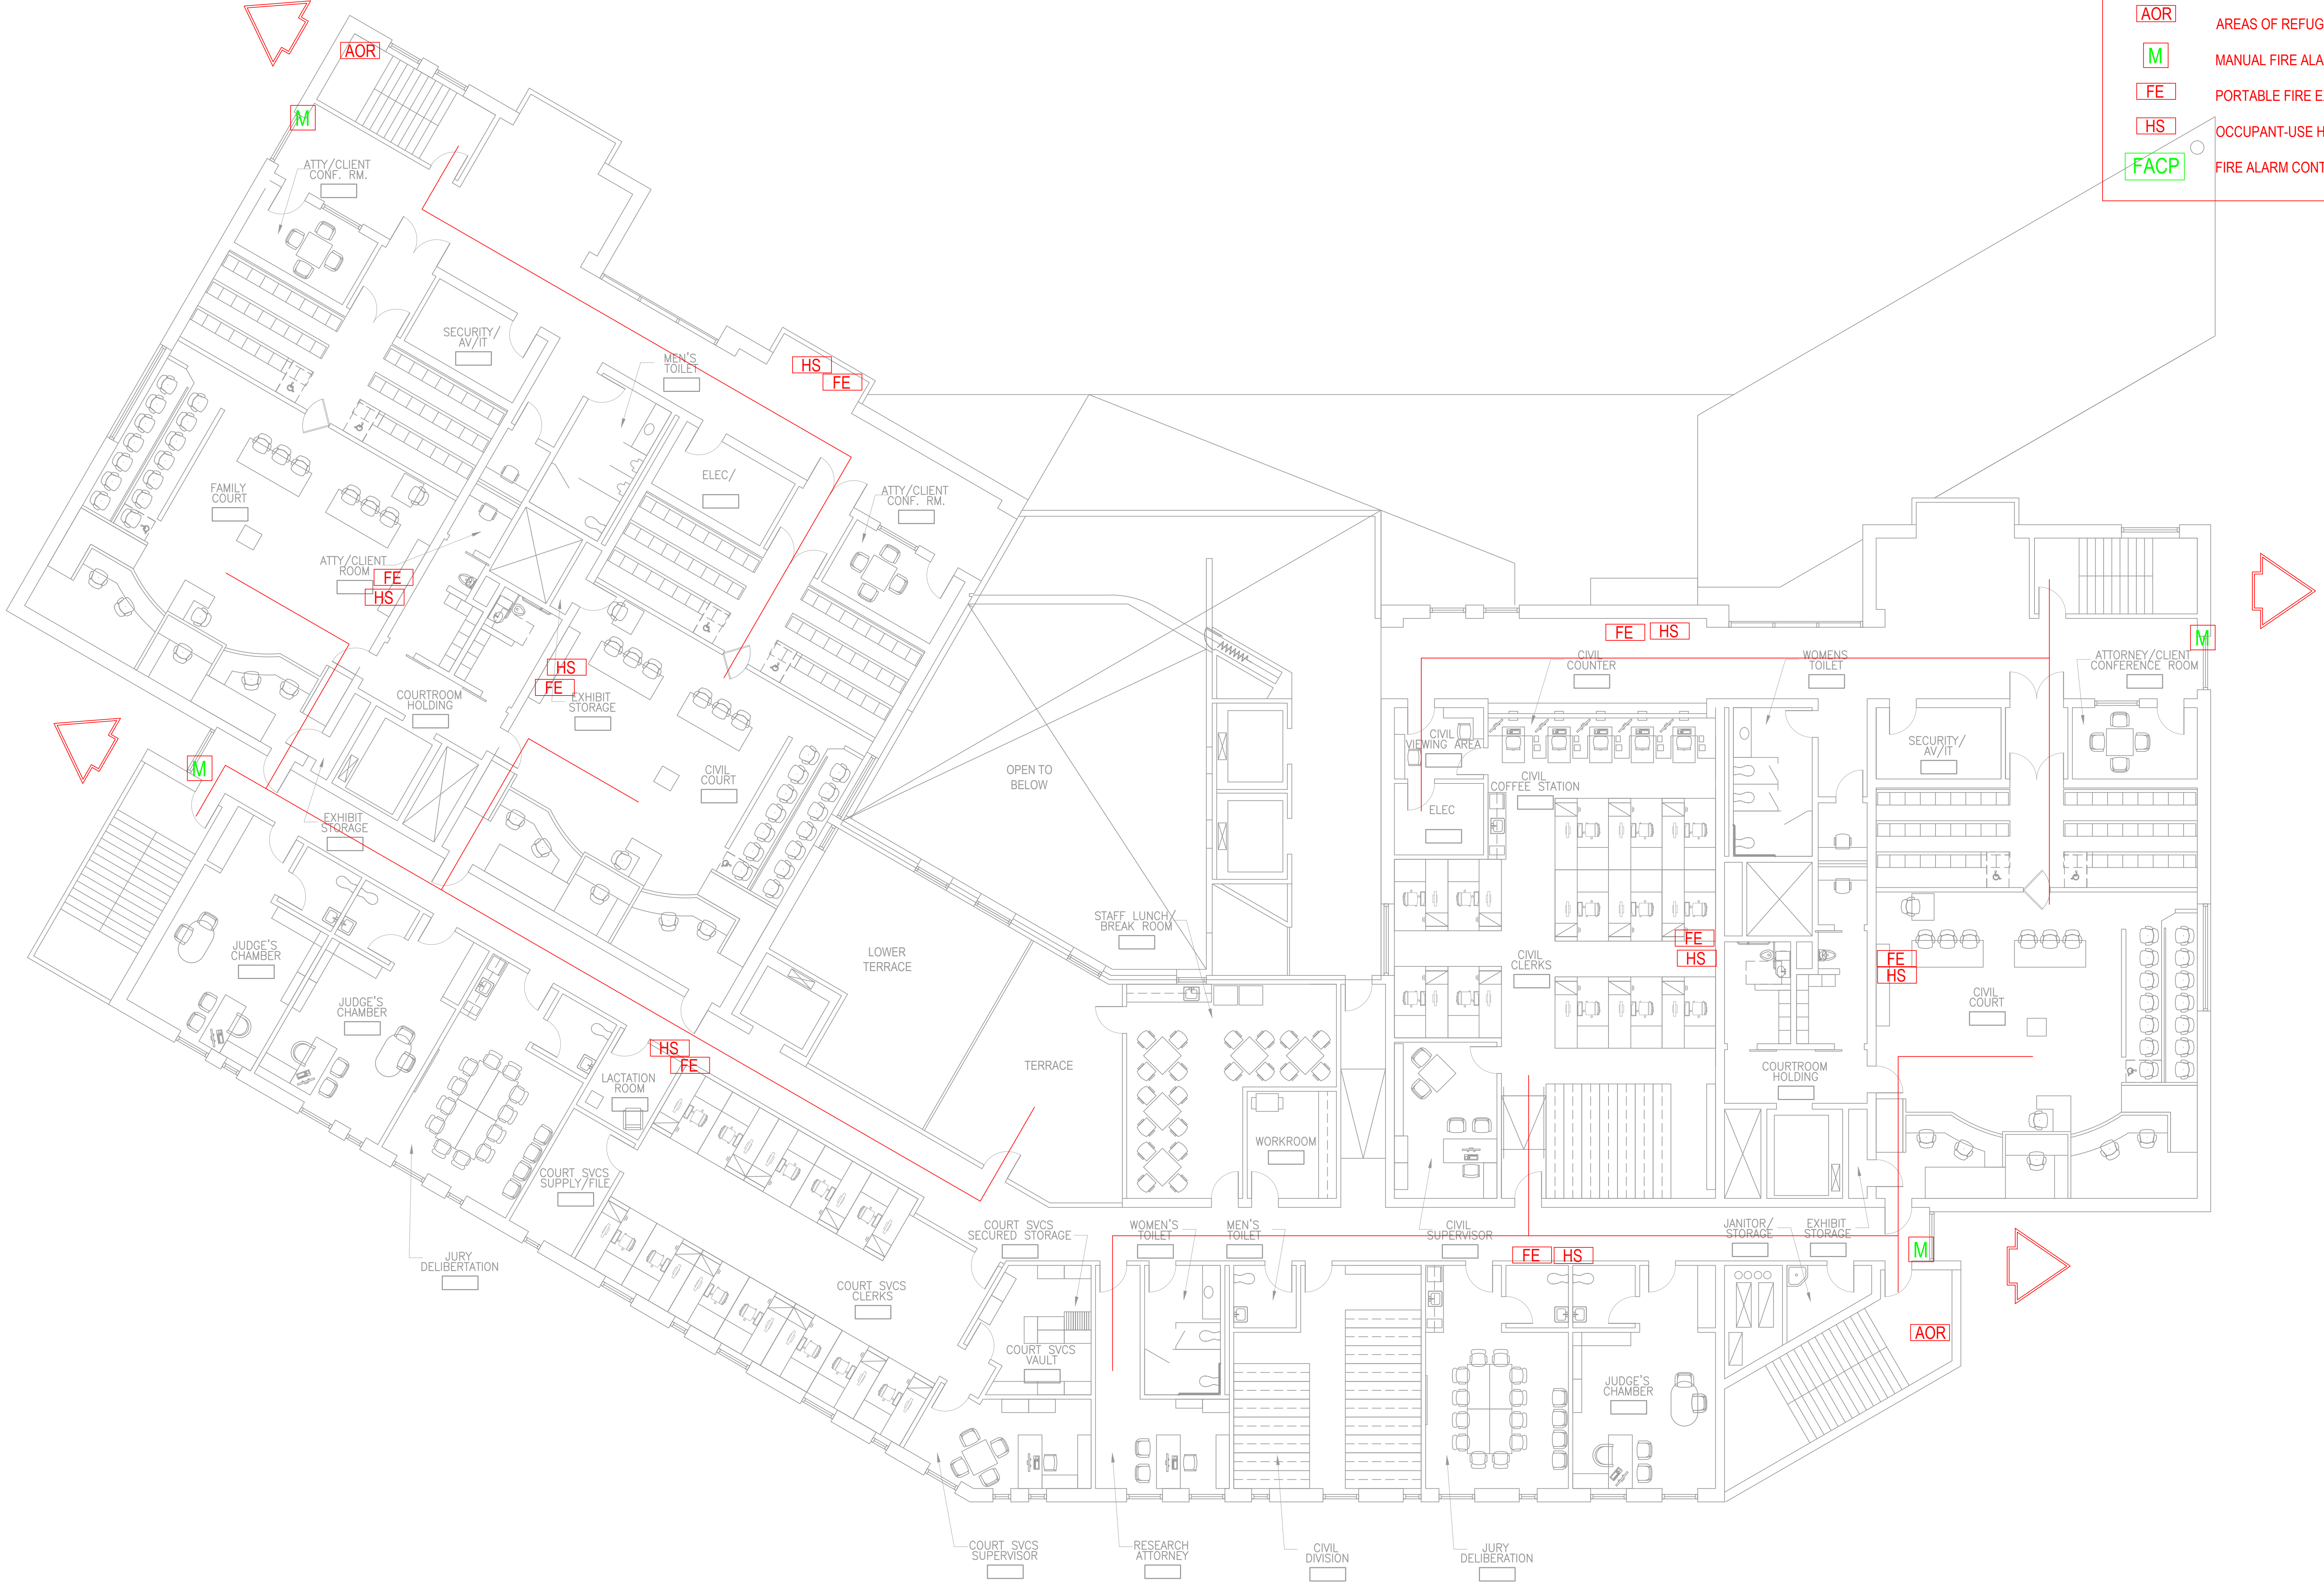 AOR
AREAS OF REFUG
M
MANUAL FIRE ALA
FE
PORTABLE FIRE E
HS
OCCUPANT-USE H
FACP
FIRE ALARM CONT
AOR
M
ATTY/CLIENT
CONF. RM.
SECURITY/
AV/IT
MEN'S
TOILET
HS
FE
ELEC/
ATTY/CLIENT
CONF. RM.
FAMILY
COURT
ATTY/CLIENT
ROOM
FE
HS
COURTROOM
HOLDING
HS
FE
EXHIBIT
STORAGE
CIVIL
COURT
M
EXHIBIT
STORAGE
OPEN TO
BELOW
LOWER
TERRACE
TERRACE
JUDGE'S
CHAMBER
JUDGE'S
CHAMBER
HS
FE
LACTATION
ROOM
COURT SVCS
SUPPLY/FILE
JURY
DELIBERTATION
COURT SVCS
CLERKS
COURT SVCS
SECURED STORAGE
COURT SVCS
VAULT
STAFF LUNCH/
BREAK ROOM
WORKROOM
WOMEN'S
TOILET
MEN'S
TOILET
FE
HS
CIVIL
COUNTER
WOMENS
TOILET
M
ATTORNEY/CLIENT
CONFERENCE ROOM
CIVIL
VIEWING AREA
SECURITY/
AV/IT
CIVIL
COFFEE STATION
ELEC
FE
HS
CIVIL
CLERKS
FE
HS
CIVIL
COURT
COURTROOM
HOLDING
CIVIL
SUPERVISOR
FE
HS
JANITOR/
STORAGE
EXHIBIT
STORAGE
M
AOR
JUDGE'S
CHAMBER
COURT SVCS
SUPERVISOR
RESEARCH
ATTORNEY
CIVIL
DIVISION
JURY
DELIBERATION